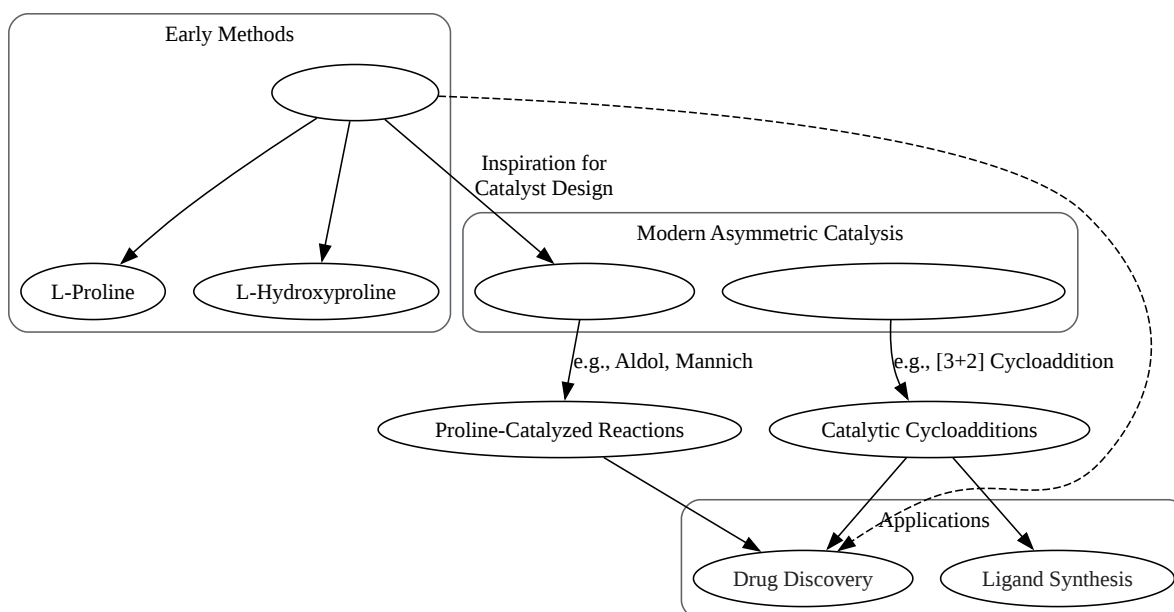 Early Methods
Inspiration for
Catalyst Design
Modern Asymmetric Catalysis
L-Proline
L-Hydroxyproline
e.g., Aldol, Mannich
e.g., [3+2] Cycloaddition
Proline-Catalyzed Reactions
Catalytic Cycloadditions
Applications
Drug Discovery
Ligand Synthesis